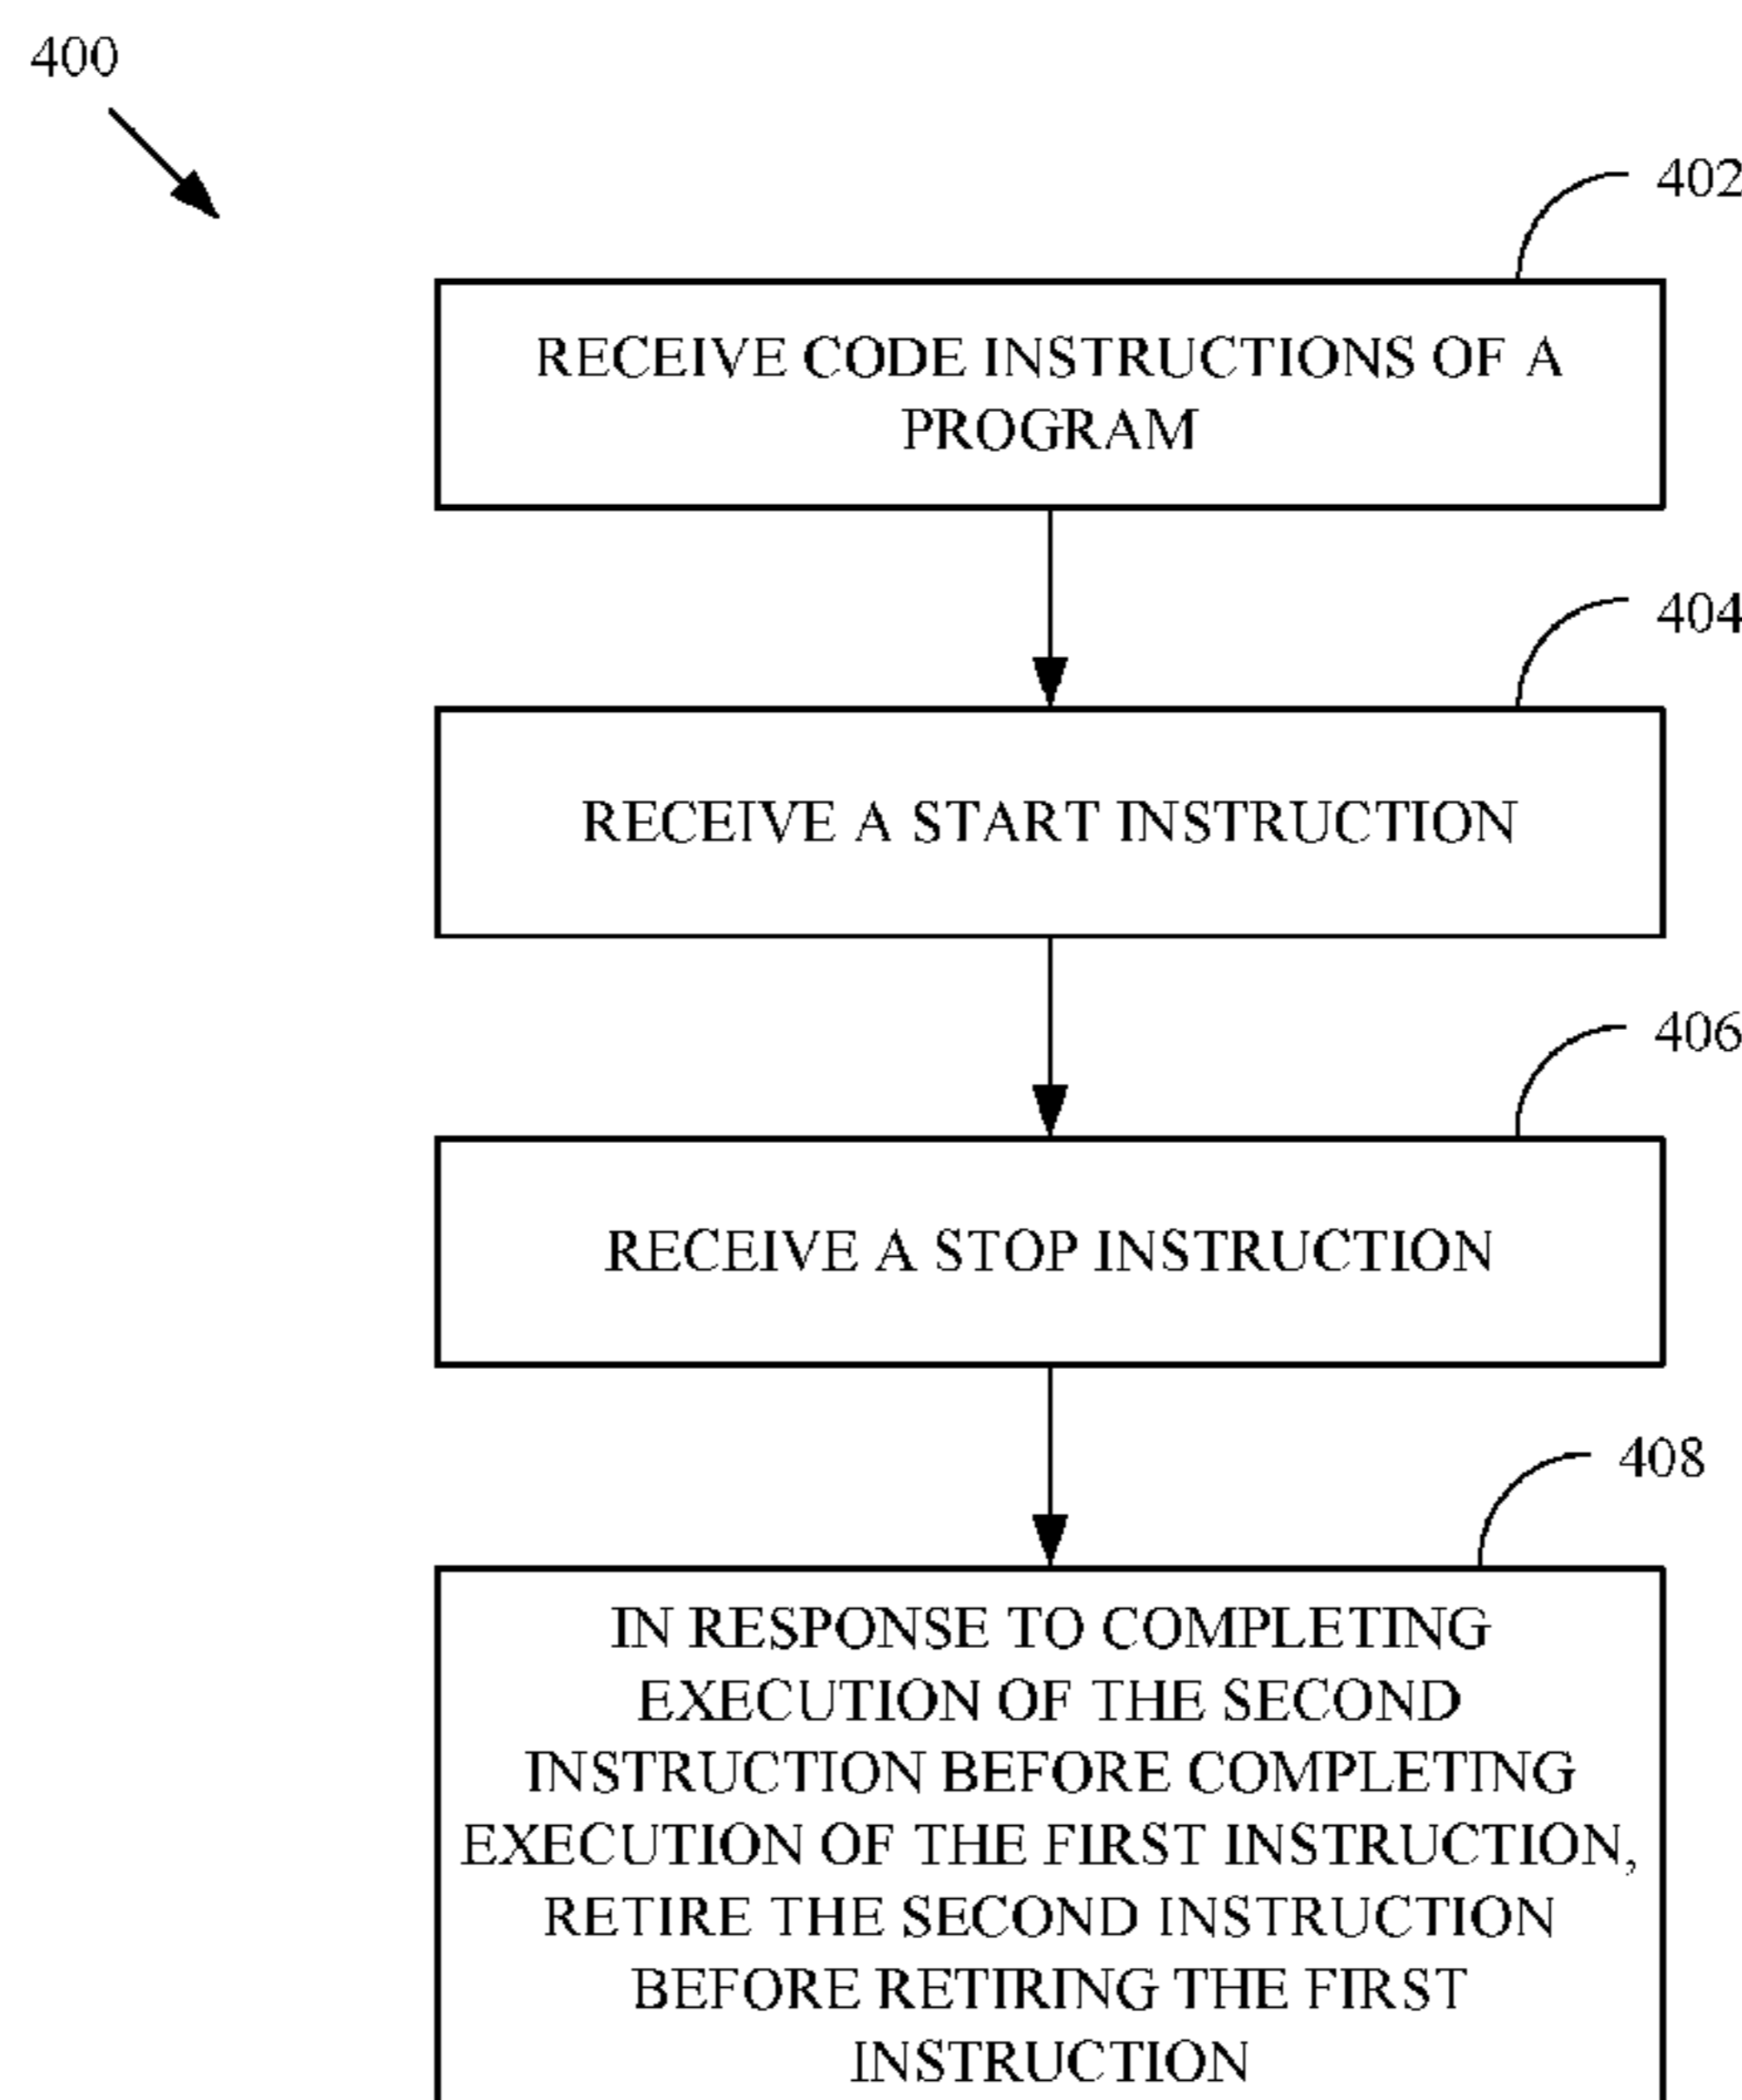 400
402
RECEIVE CODE INSTRUCTIONS OF A
PROGRAM
404
RECEIVE A START INSTRUCTION
406
RECEIVE A STOP INSTRUCTION
408
IN RESPONSE TO COMPLETING
EXECUTION OF THE SECOND
INSTRUCTION BEFORE COMPLETING
EXECUTION OF THE FIRST INSTRUCTION,
RETIRE THE SECOND INSTRUCTION
BEFORE RETIRING THE FIRST
INSTRUCTION